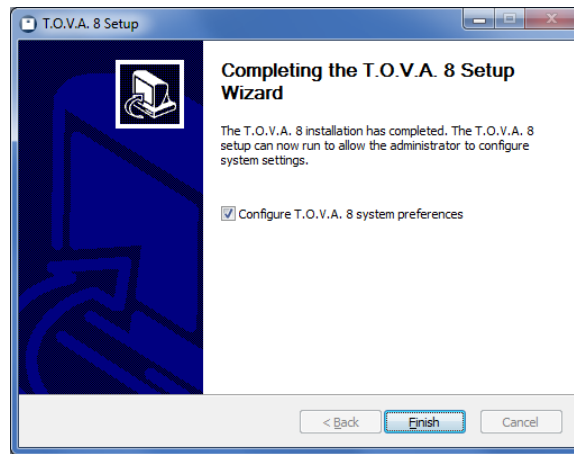 T.O.V.A. 8 Setup
Completing the T.O.V.A. 8 Setup
Wizard
The T.O.V.A. 8 installation has completed. The T.O.V.A. 8
setup can now run to allow the administrator to configure
system settings.
Configure T.O.V.A. 8 system preferences
< Back
Finish
Cancel